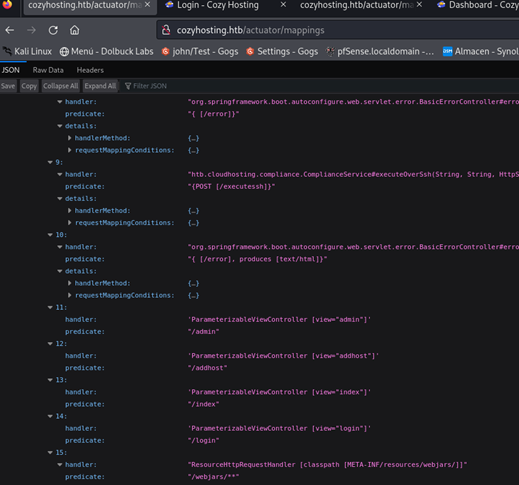 cozyhosting.htb/actuator/ma
Login - Cozy Hosting
cozyhosting.htb/actuator/ma
Dashboard - Cozy
cozyhosting.htb/actuator/mappings
Kali Linux
Menú - Dolbuck Labs
john/Test - Gogs
Settings - Gogs
pfSense.localdomain -...
Almacen - Synol
JSON
Raw Data
Headers
Save
Copy
Collapse All
Expand All
Filter JSON
handler: "org.springframework.boot.autoconfigure.web.servlet.error.BasicErrorController#erro
predicate: "{ [/error]}"
details:
handlerMethod: {…}
requestMappingConditions: {…}
9:
handler: "htb.cloudhosting.compliance.ComplianceService#executeOverSsh(String, String, HttpS
predicate: "{POST [/executessh]}"
details:
handlerMethod: {…}
requestMappingConditions: {…}
10:
handler: "org.springframework.boot.autoconfigure.web.servlet.error.BasicErrorController#erro
predicate: "{ [/error], produces [text/html]}"
details:
handlerMethod: {…}
requestMappingConditions: {…}
11:
handler: 'ParameterizableViewController [view="admin"]'
predicate: "/admin"
12:
handler: 'ParameterizableViewController [view="addhost"]'
predicate: "/addhost"
13:
handler: 'ParameterizableViewController [view="index"]'
predicate: "/index"
14:
handler: 'ParameterizableViewController [view="login"]'
predicate: "/login"
15:
handler: "ResourceHttpRequestHandler [classpath [META-INF/resources/webjars/]]"
predicate: "/webjars/**"